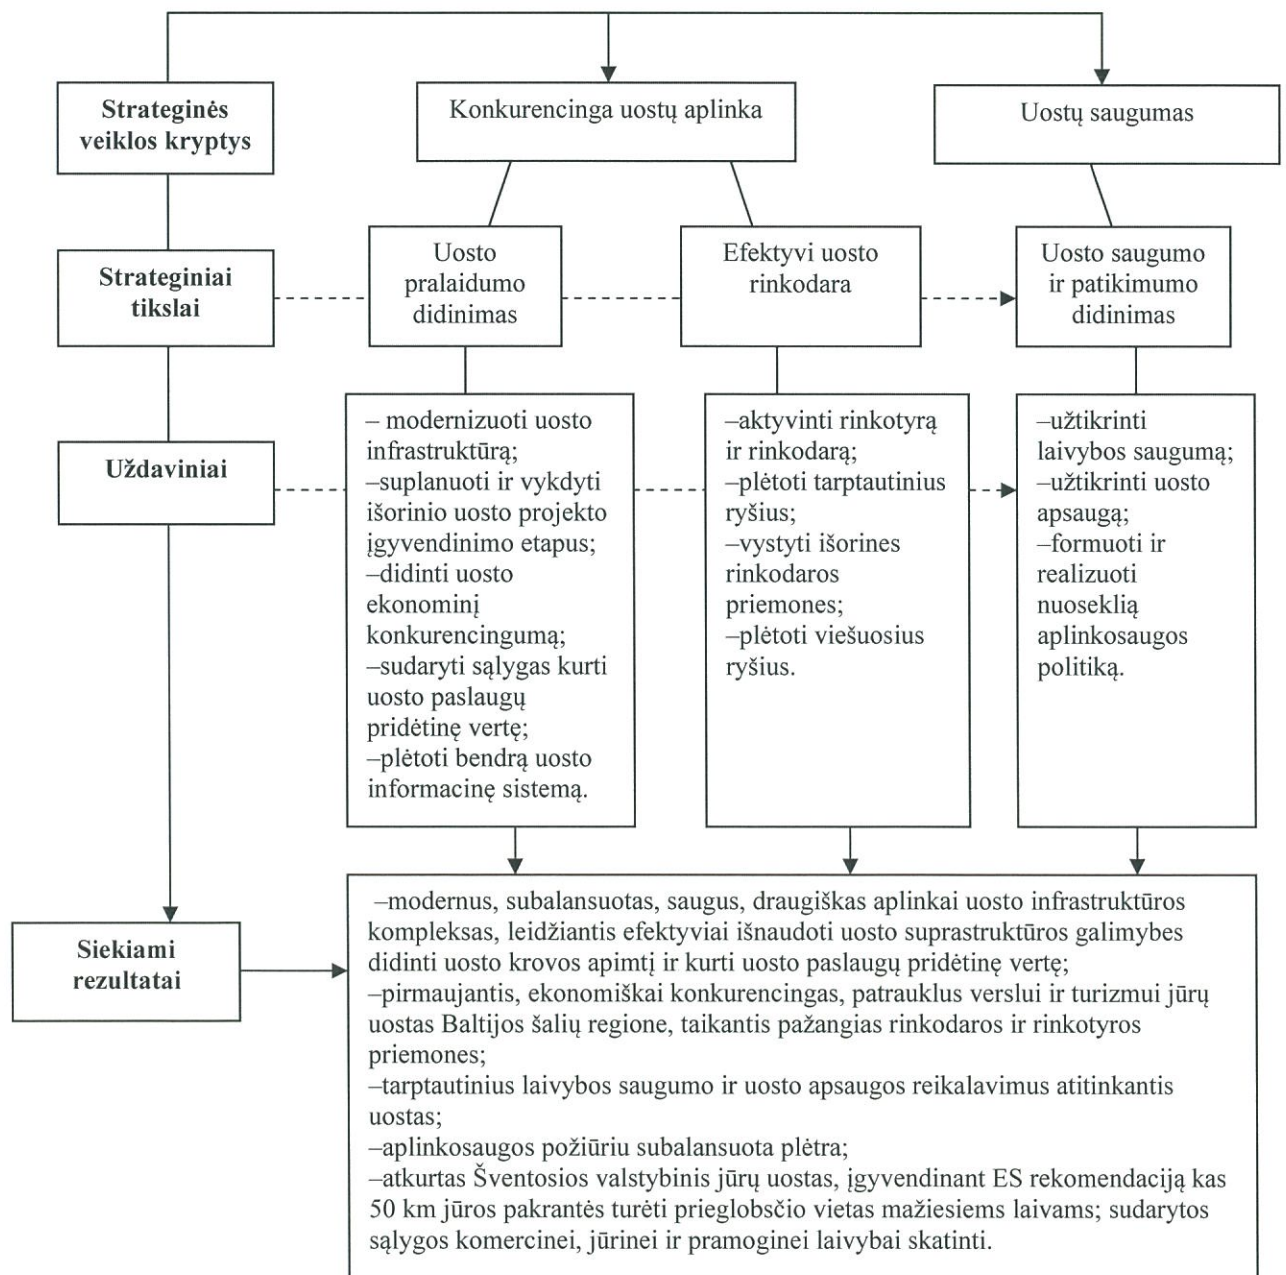 Strateginės
veiklos kryptys
Konkurencinga uostų aplinka
Uostų saugumas
Strateginiai
tikslai
Uosto
pralaidumo
didinimas
Efektyvi uosto
rinkodara
Uosto saugumo
ir patikimumo
didinimas
Uždaviniai
– modernizuoti uosto
infrastruktūrą;
–suplanuoti ir vykdyti
išorinio uosto projekto
įgyvendinimo etapus;
–didinti uosto
ekonominį
konkurencingumą;
–sudaryti sąlygas kurti
uosto paslaugų
pridėtinę vertę;
–plėtoti bendrą uosto
informacinę sistemą.
–aktyvinti rinkotyrą
ir rinkodarą;
–plėtoti tarptautinius
ryšius;
–vystyti išorines
rinkodaros
priemones;
–plėtoti viešuosius
ryšius.
–užtikrinti
laivybos saugumą;
–užtikrinti uosto
apsaugą;
–formuoti ir
realizuoti
nuoseklią
aplinkosaugos
politiką.
Siekiami
rezultatai
–modernus, subalansuotas, saugus, draugiškas aplinkai uosto infrastruktūros
kompleksas, leidžiantis efektyviai išnaudoti uosto suprastruktūros galimybes
didinti uosto krovos apimtį ir kurti uosto paslaugų pridėtinę vertę;
–pirmaujantis, ekonomiškai konkurencingas, patrauklus verslui ir turizmui jūrų
uostas Baltijos šalių regione, taikantis pažangias rinkodaros ir rinkotyros
priemones;
–tarptautinius laivybos saugumo ir uosto apsaugos reikalavimus atitinkantis
uostas;
–aplinkosaugos požiūriu subalansuota plėtra;
–atkurtas Šventosios valstybinis jūrų uostas, įgyvendinant ES rekomendaciją kas
50 km jūros pakrantės turėti prieglobsčio vietas mažiesiems laivams; sudarytos
sąlygos komercinei, jūrinei ir pramoginei laivybai skatinti.